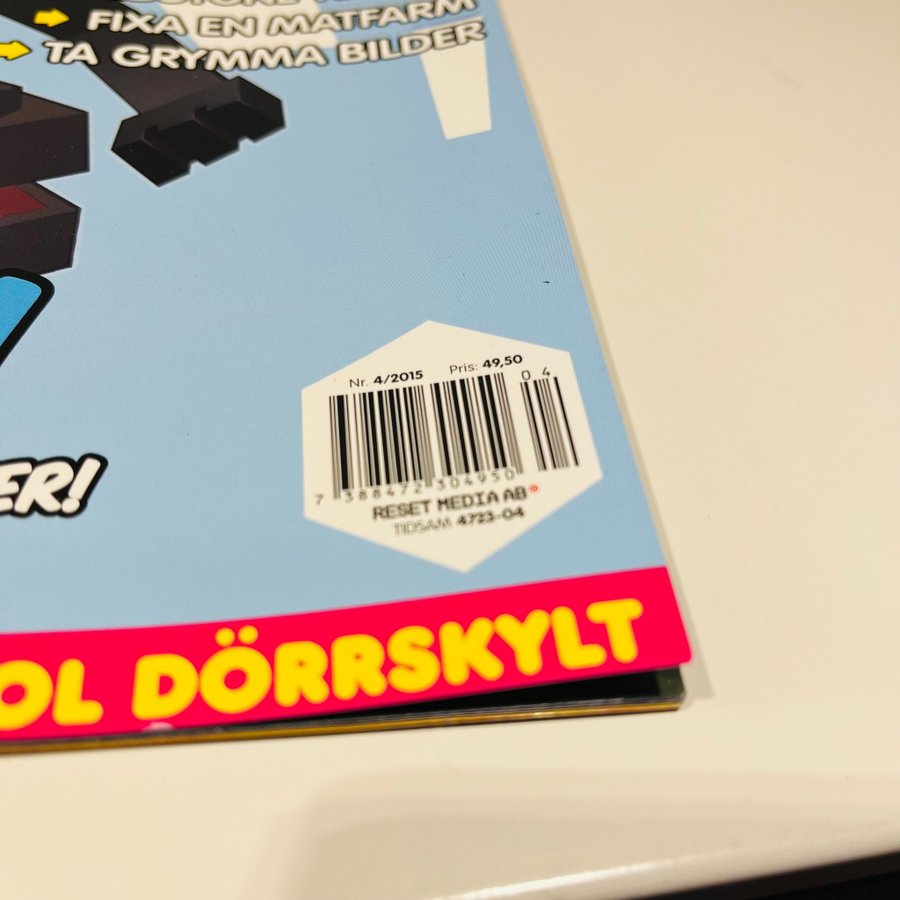 FIXA EN MATFARM
TA GRYMMA BILDER
Nr. 4/2015 Pris: 49,50
04
7 388472 304950
RESET MEDIA AB
TIDSAM 4723-04
ER!
OL DÖRRSKYLT